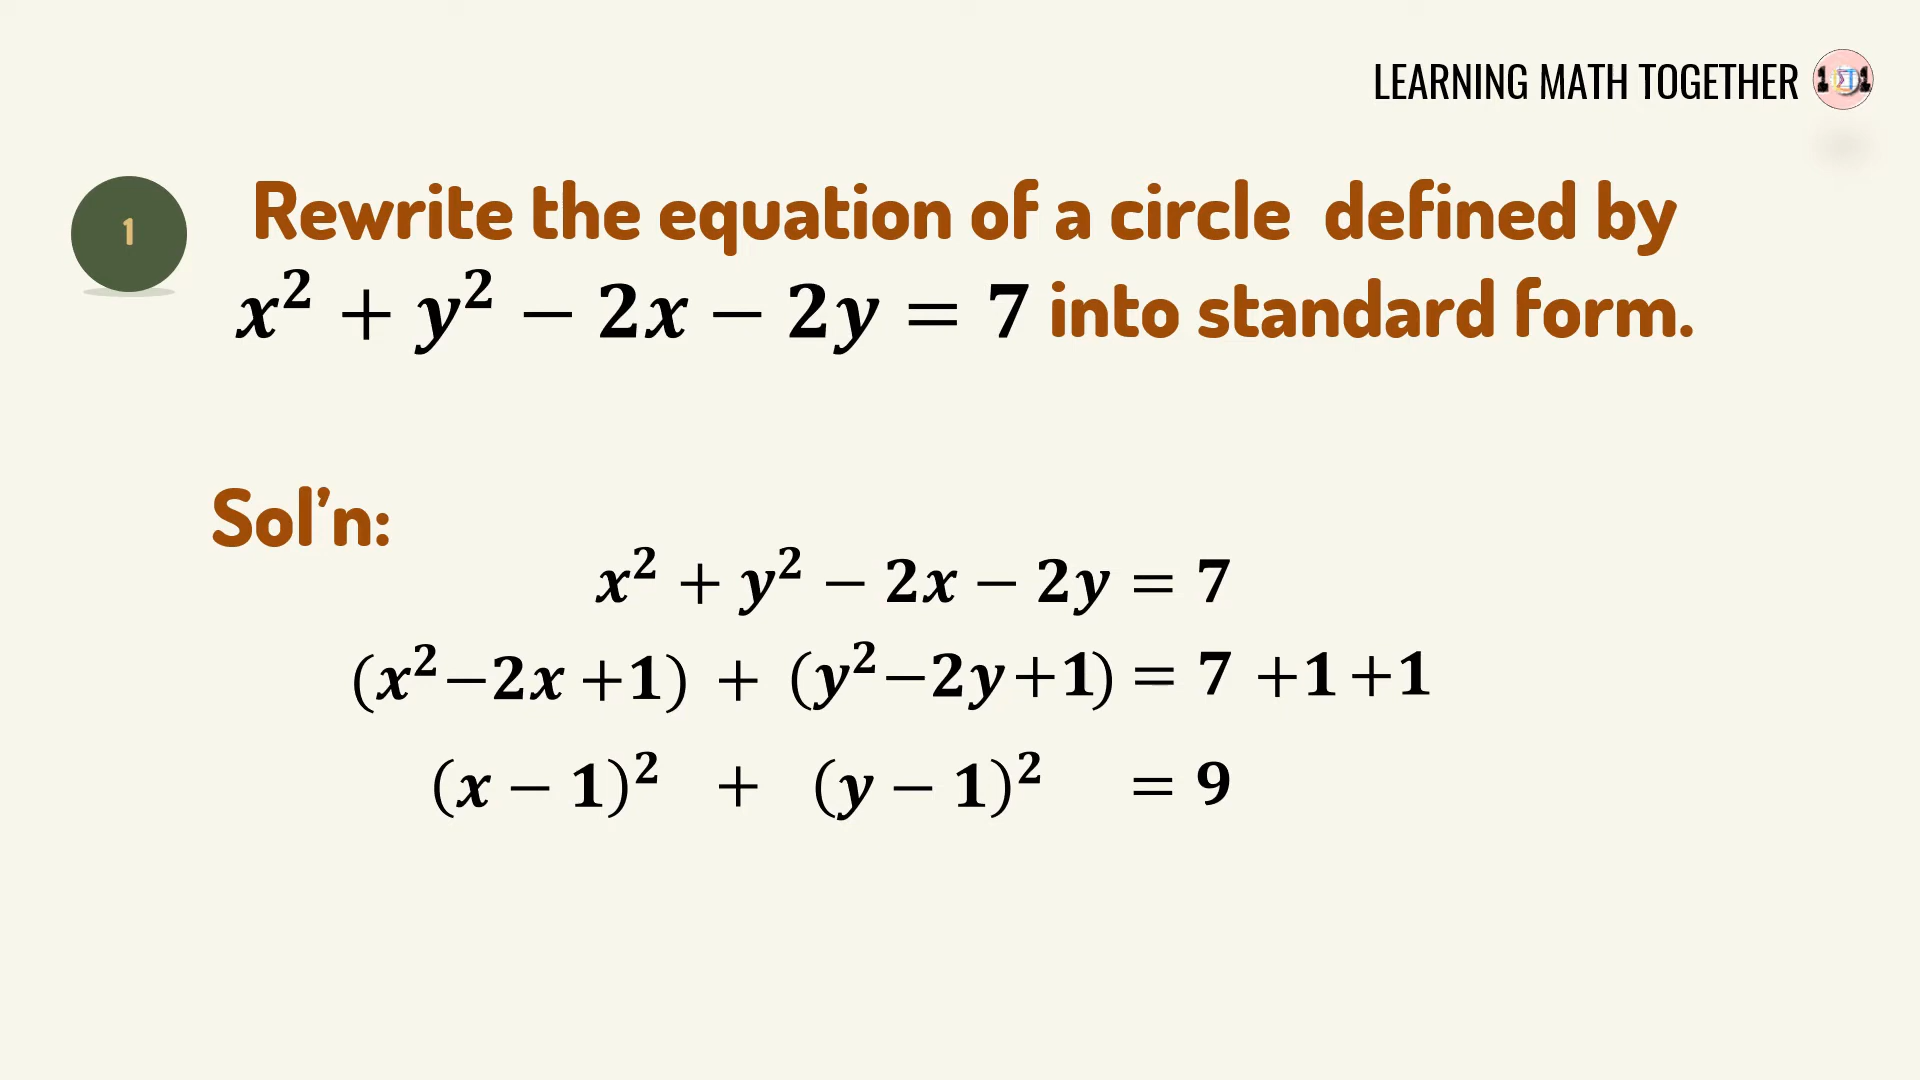 LEARNING MATH TOGETHER 101
1
Rewrite the equation of a circle defined by
x² + y² − 2x − 2y = 7 into standard form.
Sol’n:
x² + y² − 2x − 2y = 7
(x²−2x +1) + (y²−2y+1) = 7 +1 +1
(x − 1)² + (y − 1)² = 9